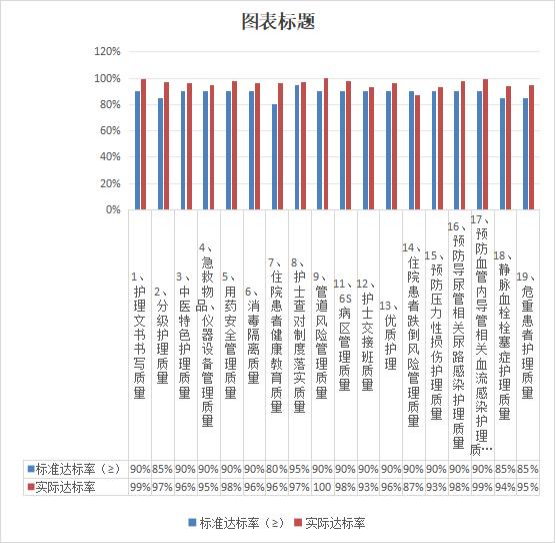 图表标题
120%
100%
80%
60%
40%
20%
0%
1、护理文书书写质量
2、分级护理质量
3、中医特色护理质量
4、急救物品、仪器设备管理质量
5、用药安全管理质量
6、消毒隔离质量
7、住院患者健康教育质量
8、护士查对制度落实质量
9、管道风险管理质量
11、6S病区管理质量
12、护士交接班质量
13、优质护理
14、住院患者跌倒风险管理质量
15、预防压力性损伤护理质量
16、预防导尿管相关尿路感染护理质量
17、预防血管内导管相关血流感染护理质…
18、静脉血栓栓塞症护理质量
19、危重患者护理质量
标准达标率（≥） 90% 85% 90% 90% 90% 90% 80% 95% 90% 90% 90% 90% 90% 90% 90% 90% 85% 85%
实际达标率 99% 97% 96% 95% 98% 96% 96% 97% 100 98% 93% 96% 87% 93% 98% 99% 94% 95%
标准达标率（≥） 实际达标率